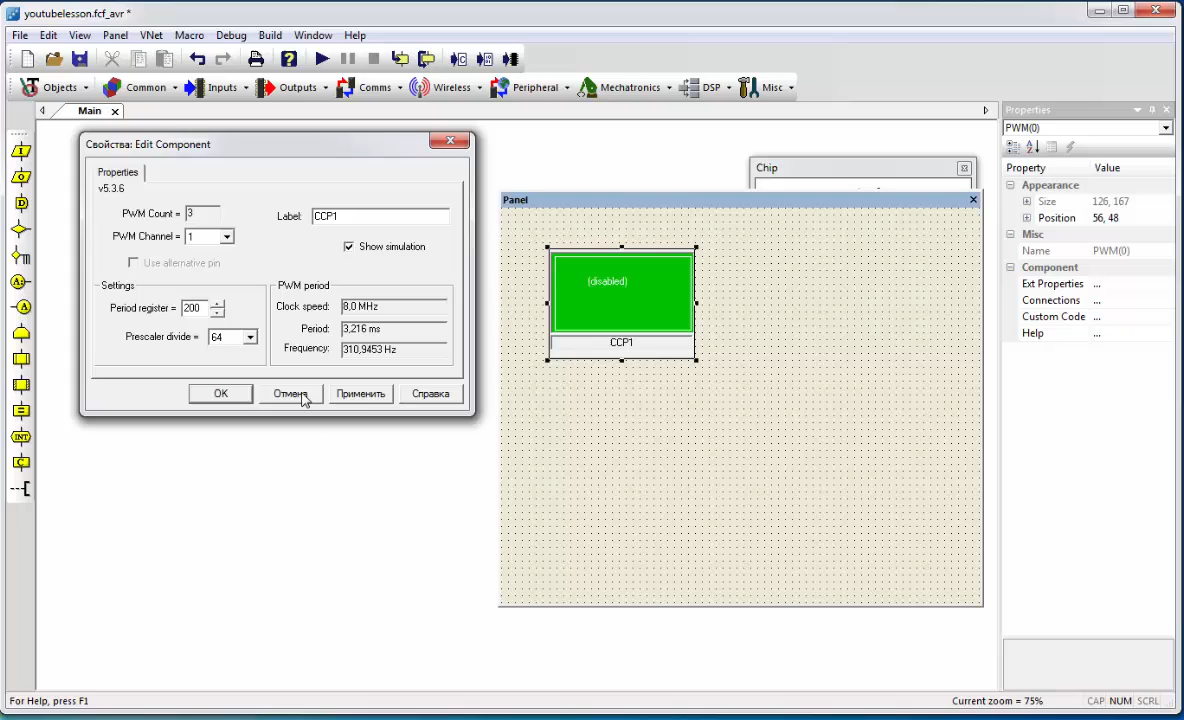 youtubelesson.fcf_avr *
File Edit View Panel VNet Macro Debug Build Window Help
Objects Common Inputs Outputs Comms Wireless Peripheral Mechatronics DSP Misc
Main
Свойства: Edit Component
Properties
v5.3.6
PWM Count = 3
Label: CCP1
PWM Channel = 1
Show simulation
Use alternative pin
Settings
Period register = 200
Prescaler divide = 64
PWM period
Clock speed: 8,0 MHz
Period: 3,216 ms
Frequency: 310,9453 Hz
OK Отмена Применить Справка
Chip
Panel
(disabled)
CCP1
Properties
PWM(0)
Property Value
Appearance
Size 126, 167
Position 56, 48
Misc
Name PWM(0)
Component
Ext Properties ...
Connections ...
Custom Code ...
Help ...
For Help, press F1
Current zoom = 75%
CAP NUM SCRL